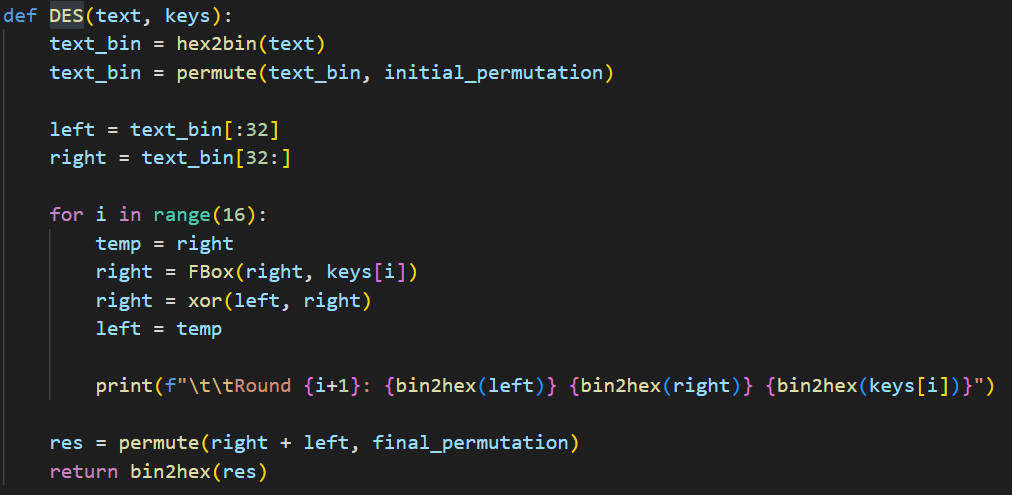 def DES(text, keys):
    text_bin = hex2bin(text)
    text_bin = permute(text_bin, initial_permutation)
    left = text_bin[:32]
    right = text_bin[32:]
    for i in range(16):
        temp = right
        right = FBox(right, keys[i])
        right = xor(left, right)
        left = temp
        print(f"\t\tRound {i+1}: {bin2hex(left)} {bin2hex(right)} {bin2hex(keys[i])}")
    res = permute(right + left, final_permutation)
    return bin2hex(res)